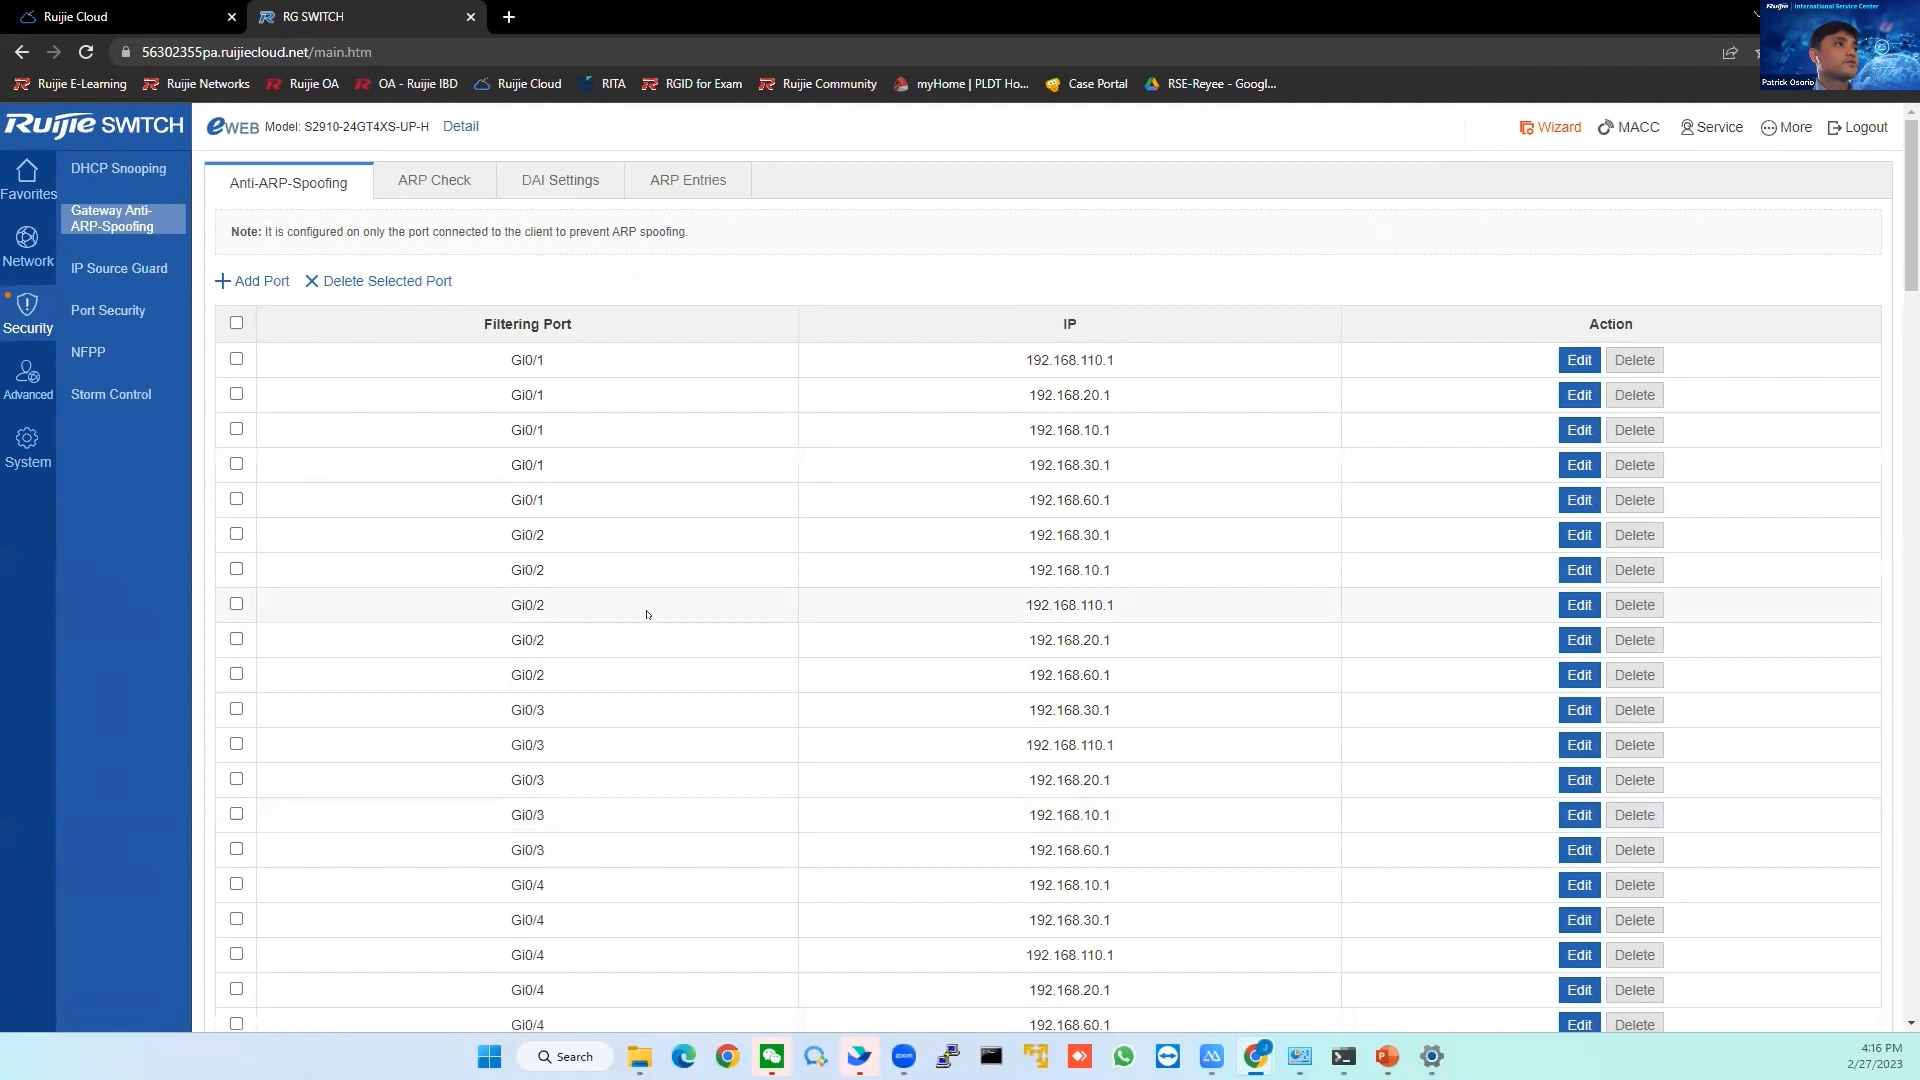 Ruijie Cloud
RG SWITCH
Ruijie | International Service Center
56302355pa.ruijiecloud.net/main.htm
Patrick Osorio
Ruijie E-Learning
Ruijie Networks
Ruijie OA
OA - Ruijie IBD
Ruijie Cloud
RITA
RGID for Exam
Ruijie Community
myHome | PLDT Ho...
Case Portal
RSE-Reyee - Googl...
Ruijie SWITCH
eWEB Model: S2910-24GT4XS-UP-H Detail
Wizard
MACC
Service
More
Logout
Favorites
Network
Security
Advanced
System
DHCP Snooping
Gateway Anti-
ARP-Spoofing
IP Source Guard
Port Security
NFPP
Storm Control
Anti-ARP-Spoofing
ARP Check
DAI Settings
ARP Entries
Note: It is configured on only the port connected to the client to prevent ARP spoofing.
Add Port
Delete Selected Port
Filtering Port IP Action
Gi0/1 192.168.110.1 Edit Delete
Gi0/1 192.168.20.1 Edit Delete
Gi0/1 192.168.10.1 Edit Delete
Gi0/1 192.168.30.1 Edit Delete
Gi0/1 192.168.60.1 Edit Delete
Gi0/2 192.168.30.1 Edit Delete
Gi0/2 192.168.10.1 Edit Delete
Gi0/2 192.168.110.1 Edit Delete
Gi0/2 192.168.20.1 Edit Delete
Gi0/2 192.168.60.1 Edit Delete
Gi0/3 192.168.30.1 Edit Delete
Gi0/3 192.168.110.1 Edit Delete
Gi0/3 192.168.20.1 Edit Delete
Gi0/3 192.168.10.1 Edit Delete
Gi0/3 192.168.60.1 Edit Delete
Gi0/4 192.168.10.1 Edit Delete
Gi0/4 192.168.30.1 Edit Delete
Gi0/4 192.168.110.1 Edit Delete
Gi0/4 192.168.20.1 Edit Delete
Gi0/4 192.168.60.1 Edit Delete
Search
zoom
4:16 PM
2/27/2023